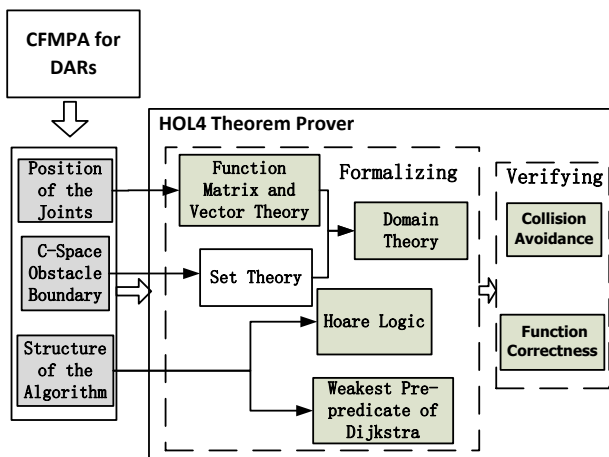 CFMPA for
DARs
HOL4 Theorem Prover
Position
of the
Joints
C-Space
Obstacle
Boundary
Structure
of the
Algorithm
Function
Matrix and
Vector Theory
Formalizing
Domain
Theory
Set Theory
Hoare Logic
Weakest Pre-
predicate of
Dijkstra
Verifying
Collision
Avoidance
Function
Correctness